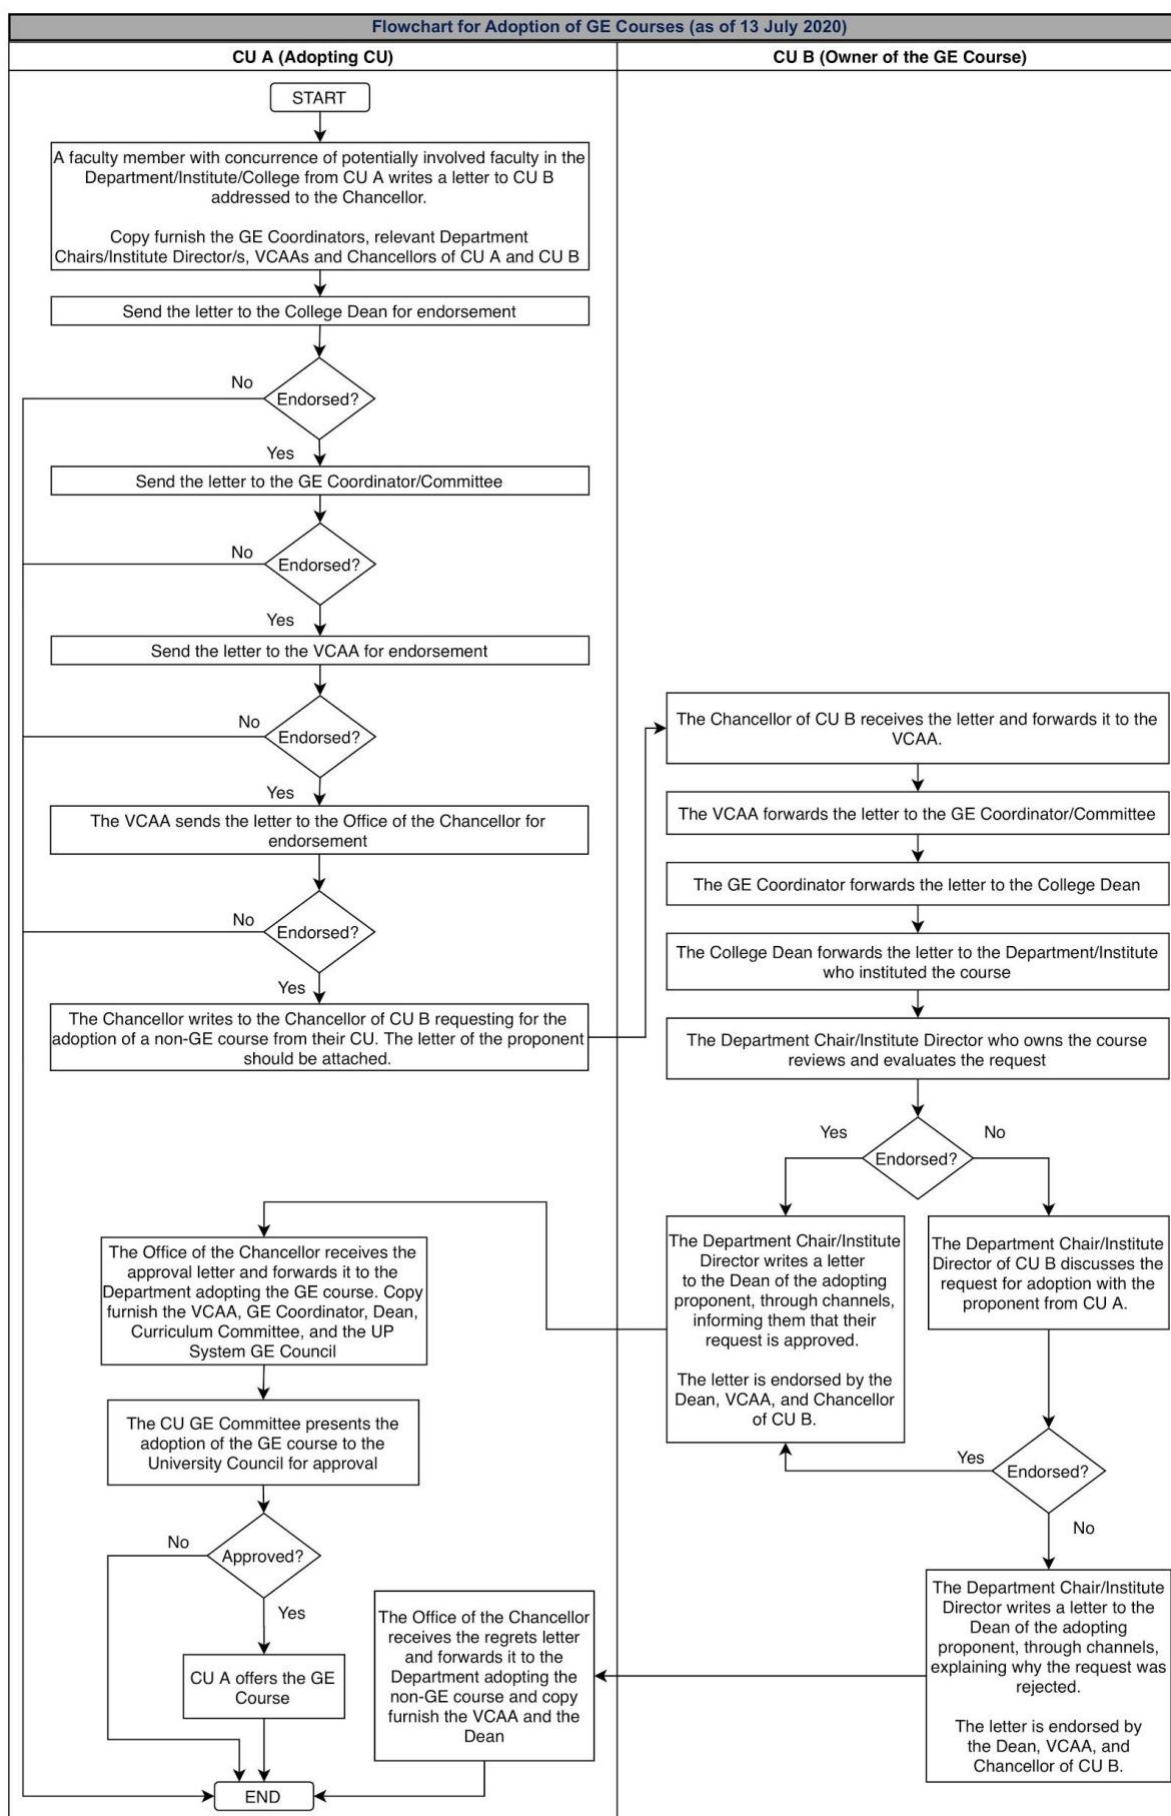 Flowchart for Adoption of GE Courses (as of 13 July 2020)
CU A (Adopting CU)
CU B (Owner of the GE Course)
START
A faculty member with concurrence of potentially involved faculty in the
Department/Institute/College from CU A writes a letter to CU B
addressed to the Chancellor.
Copy furnish the GE Coordinators, relevant Department
Chairs/Institute Director/s, VCAAs and Chancellors of CU A and CU B
Send the letter to the College Dean for endorsement
No
Endorsed?
Yes
Send the letter to the GE Coordinator/Committee
No
Endorsed?
Yes
Send the letter to the VCAA for endorsement
No
Endorsed?
Yes
The VCAA sends the letter to the Office of the Chancellor for
endorsement
No
Endorsed?
Yes
The Chancellor writes to the Chancellor of CU B requesting for the
adoption of a non-GE course from their CU. The letter of the proponent
should be attached.
The Chancellor of CU B receives the letter and forwards it to the
VCAA.
The VCAA forwards the letter to the GE Coordinator/Committee
The GE Coordinator forwards the letter to the College Dean
The College Dean forwards the letter to the Department/Institute
who instituted the course
The Department Chair/Institute Director who owns the course
reviews and evaluates the request
Yes
No
Endorsed?
The Department Chair/Institute
Director writes a letter
to the Dean of the adopting
proponent, through channels,
informing them that their
request is approved.
The letter is endorsed by the
Dean, VCAA, and Chancellor
of CU B.
The Department Chair/Institute
Director of CU B discusses the
request for adoption with the
proponent from CU A.
Yes
Endorsed?
No
The Department Chair/Institute
Director writes a letter to the
Dean of the adopting
proponent, through channels,
explaining why the request was
rejected.
The letter is endorsed by
the Dean, VCAA, and
Chancellor of CU B.
The Office of the Chancellor receives the
approval letter and forwards it to the
Department adopting the GE course. Copy
furnish the VCAA, GE Coordinator, Dean,
Curriculum Committee, and the UP
System GE Council
The CU GE Committee presents the
adoption of the GE course to the
University Council for approval
No
Approved?
Yes
CU A offers the GE
Course
The Office of the Chancellor
receives the regrets letter
and forwards it to the
Department adopting the
non-GE course and copy
furnish the VCAA and the
Dean
END